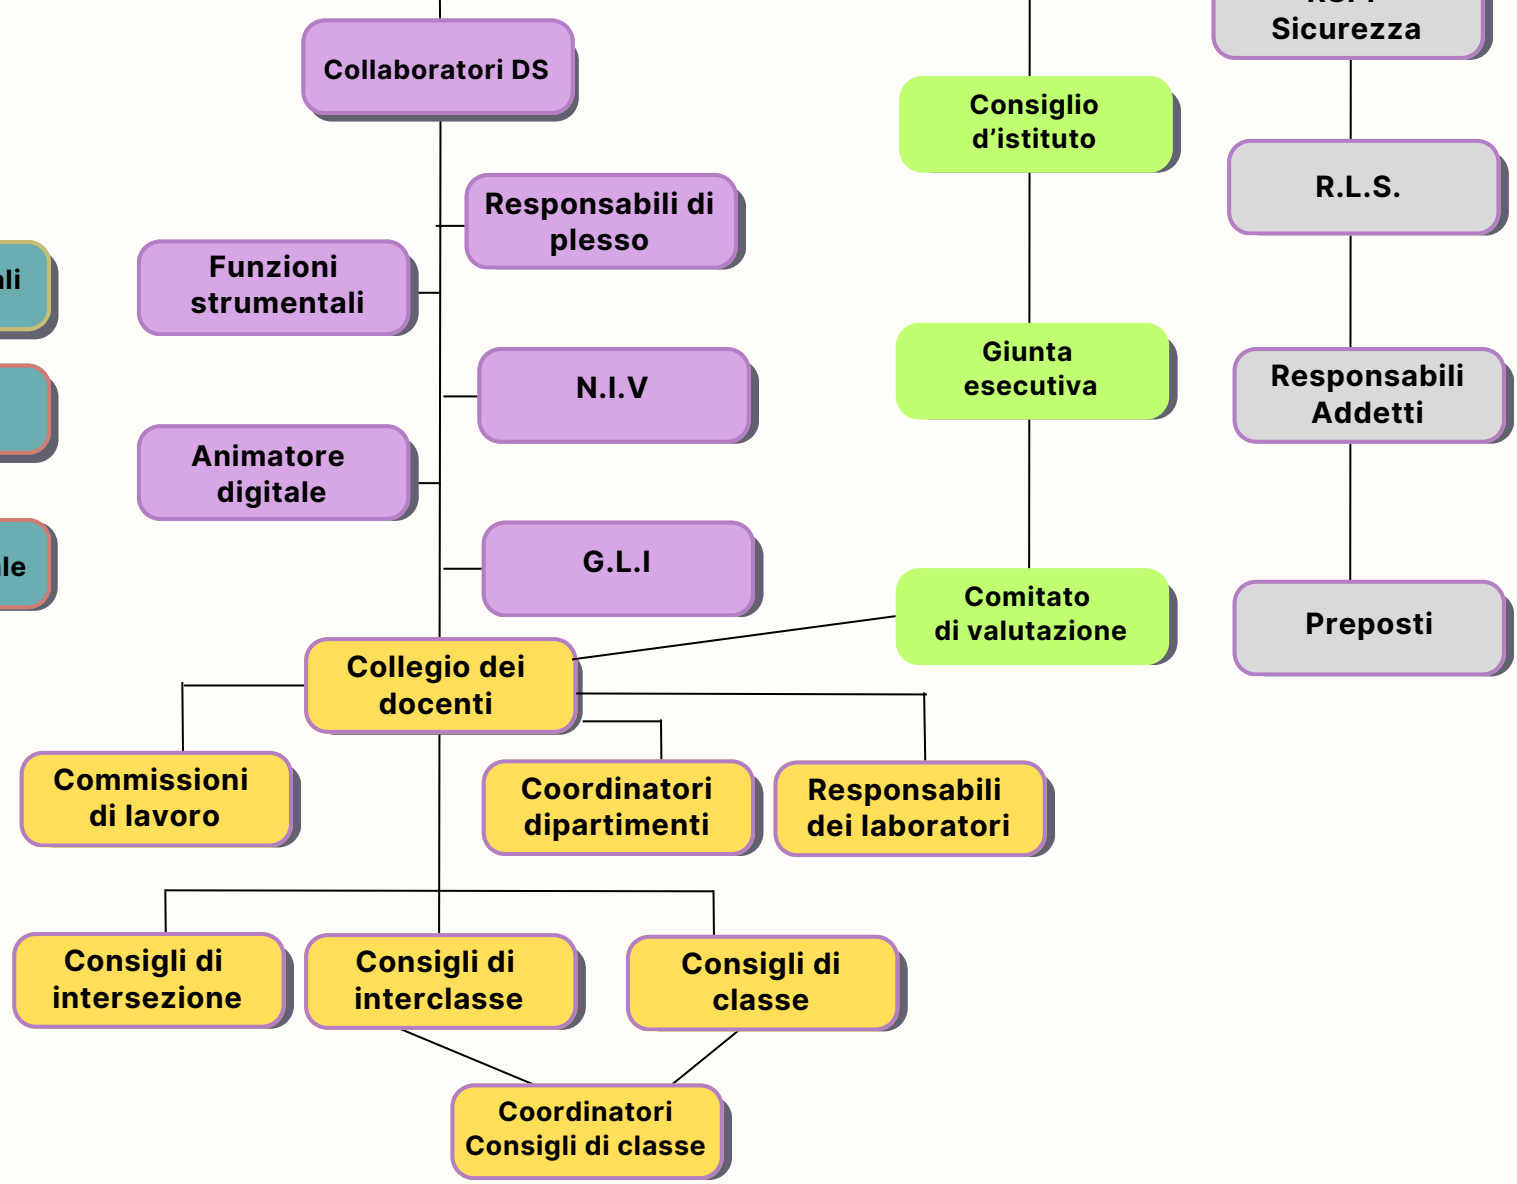 Sicurezza
Collaboratori DS
Consiglio
d’istituto
R.L.S.
Responsabili di
plesso
Funzioni
strumentali
Giunta
esecutiva
N.I.V
Responsabili
Addetti
Animatore
digitale
G.L.I
Comitato
di valutazione
Preposti
Collegio dei
docenti
Commissioni
di lavoro
Coordinatori
dipartimenti
Responsabili
dei laboratori
Consigli di
intersezione
Consigli di
interclasse
Consigli di
classe
Coordinatori
Consigli di classe